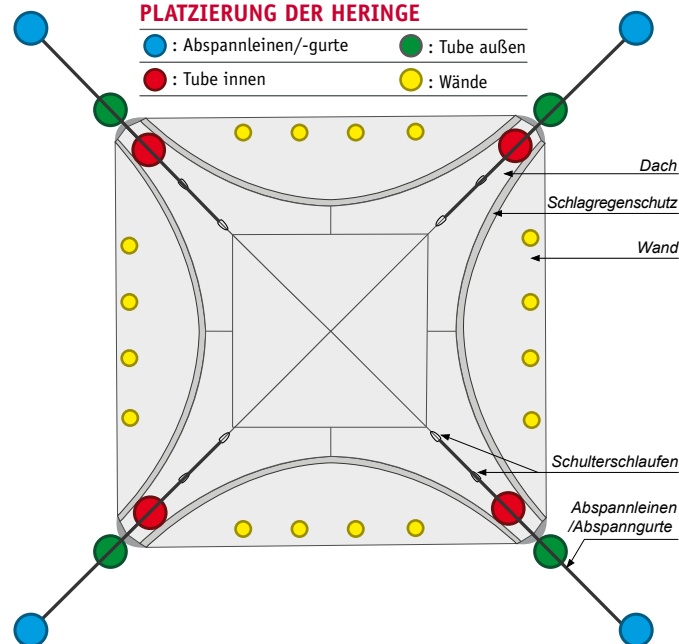 PLATZIERUNG DER HERINGE
: Abspannleinen/-gurte
: Tube außen
: Tube innen
: Wände
Dach
Schlagregenschutz
Wand
Schulterschlaufen
Abspannleinen
/Abspanngurte